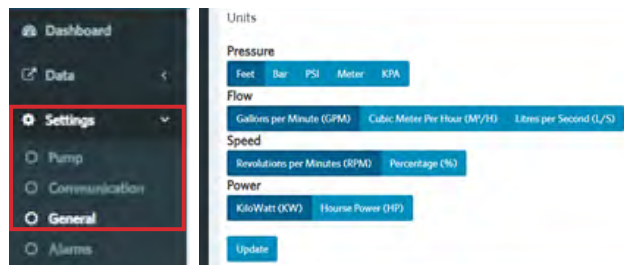 Dashboard
Data
Settings
Pump
Communication
General
Alarms
Units
Pressure
Feet Bar PSI Meter KPA
Flow
Gallons per Minute (GPM) Cubic Meter Per Hour (M³/H) Litres per Second (L/S)
Speed
Revolutions per Minutes (RPM) Percentage (%)
Power
KiloWatt (KW) Hourse Power (HP)
Update